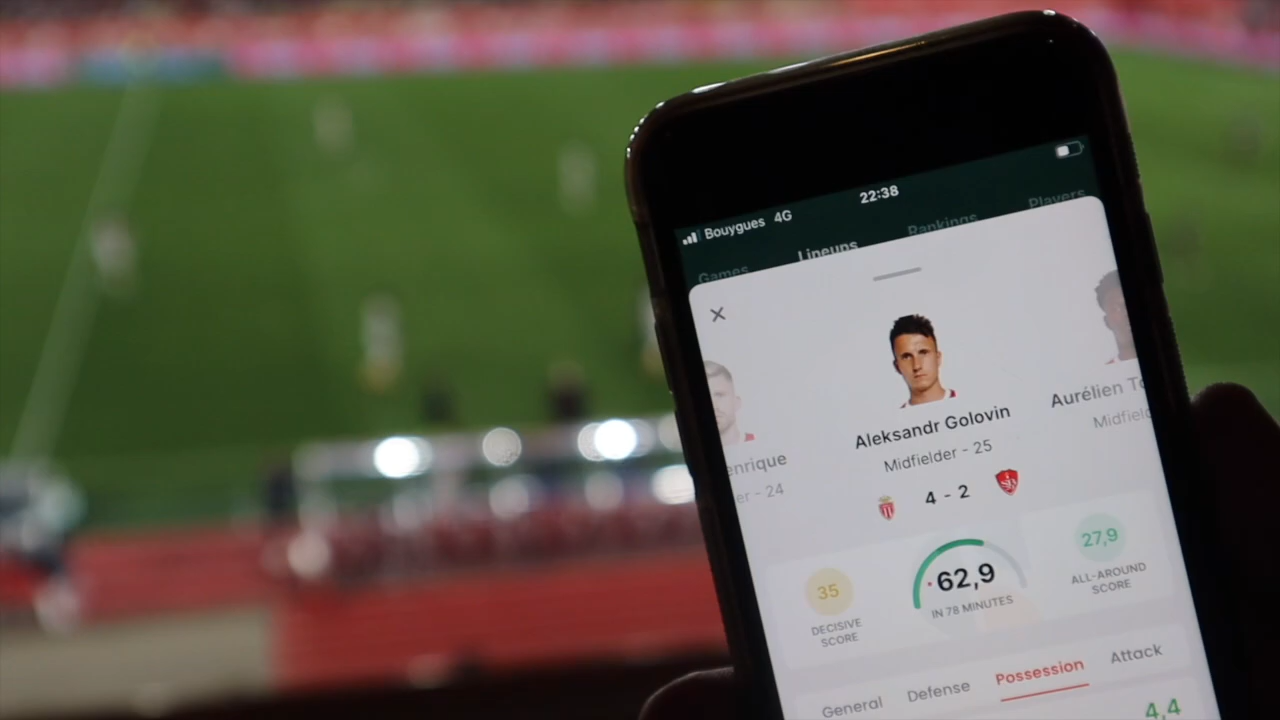 Bouygues 4G 22:38
Games Lineups Rankings Players
Aleksandr Golovin
Midfielder - 25
4 - 2
enrique
er - 24
Aurélien To
Midfield
35
DECISIVE
SCORE
62,9
IN 78 MINUTES
27,9
ALL-AROUND
SCORE
General Defense Possession Attack
4,4